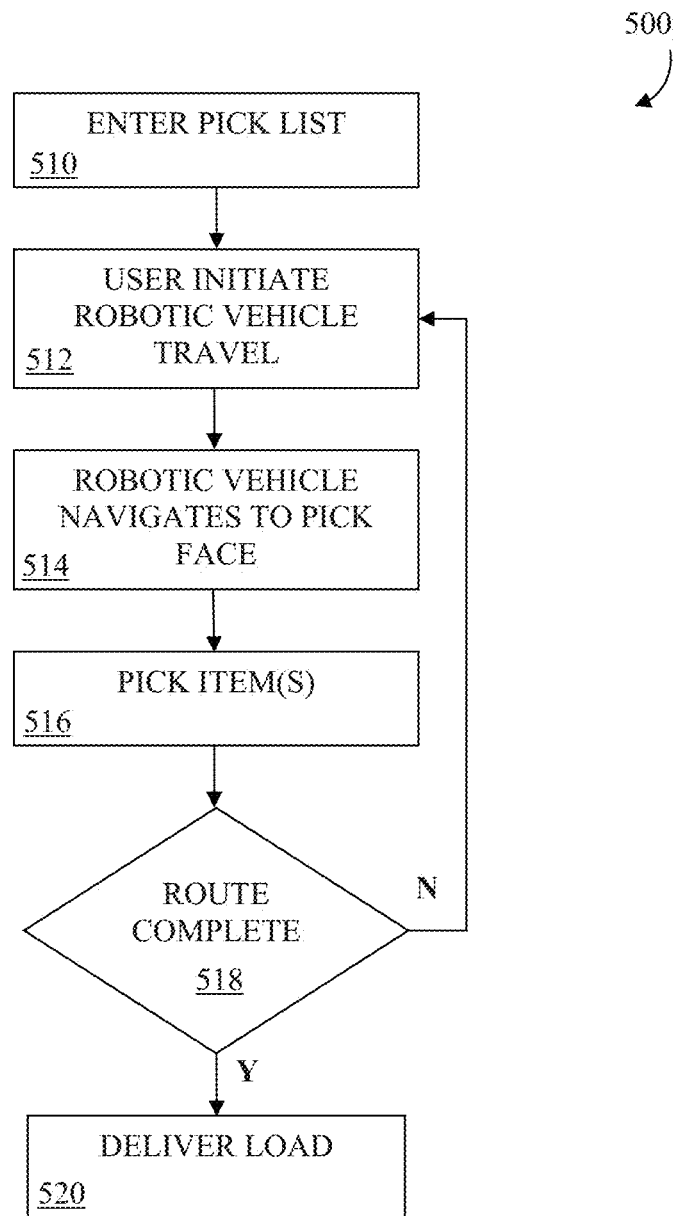 500
ENTER PICK LIST
510
USER INITIATE
ROBOTIC VEHICLE
TRAVEL
512
ROBOTIC VEHICLE
NAVIGATES TO PICK
FACE
514
PICK ITEM(S)
516
ROUTE
COMPLETE
518
N
Y
DELIVER LOAD
520